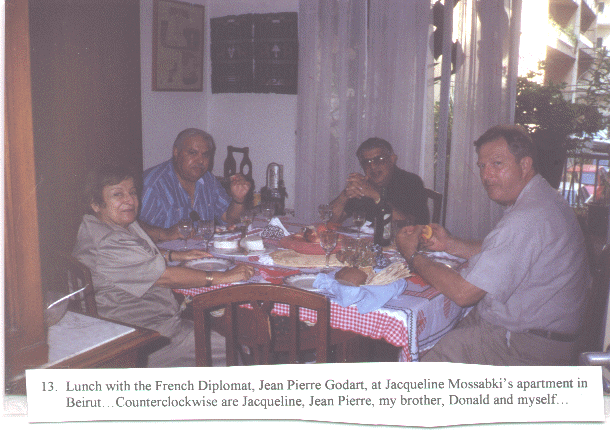 13. Lunch with the French Diplomat, Jean Pierre Godart, at Jacqueline Mossabki's apartment in
Beirut…Counterclockwise are Jacqueline, Jean Pierre, my brother, Donald and myself…